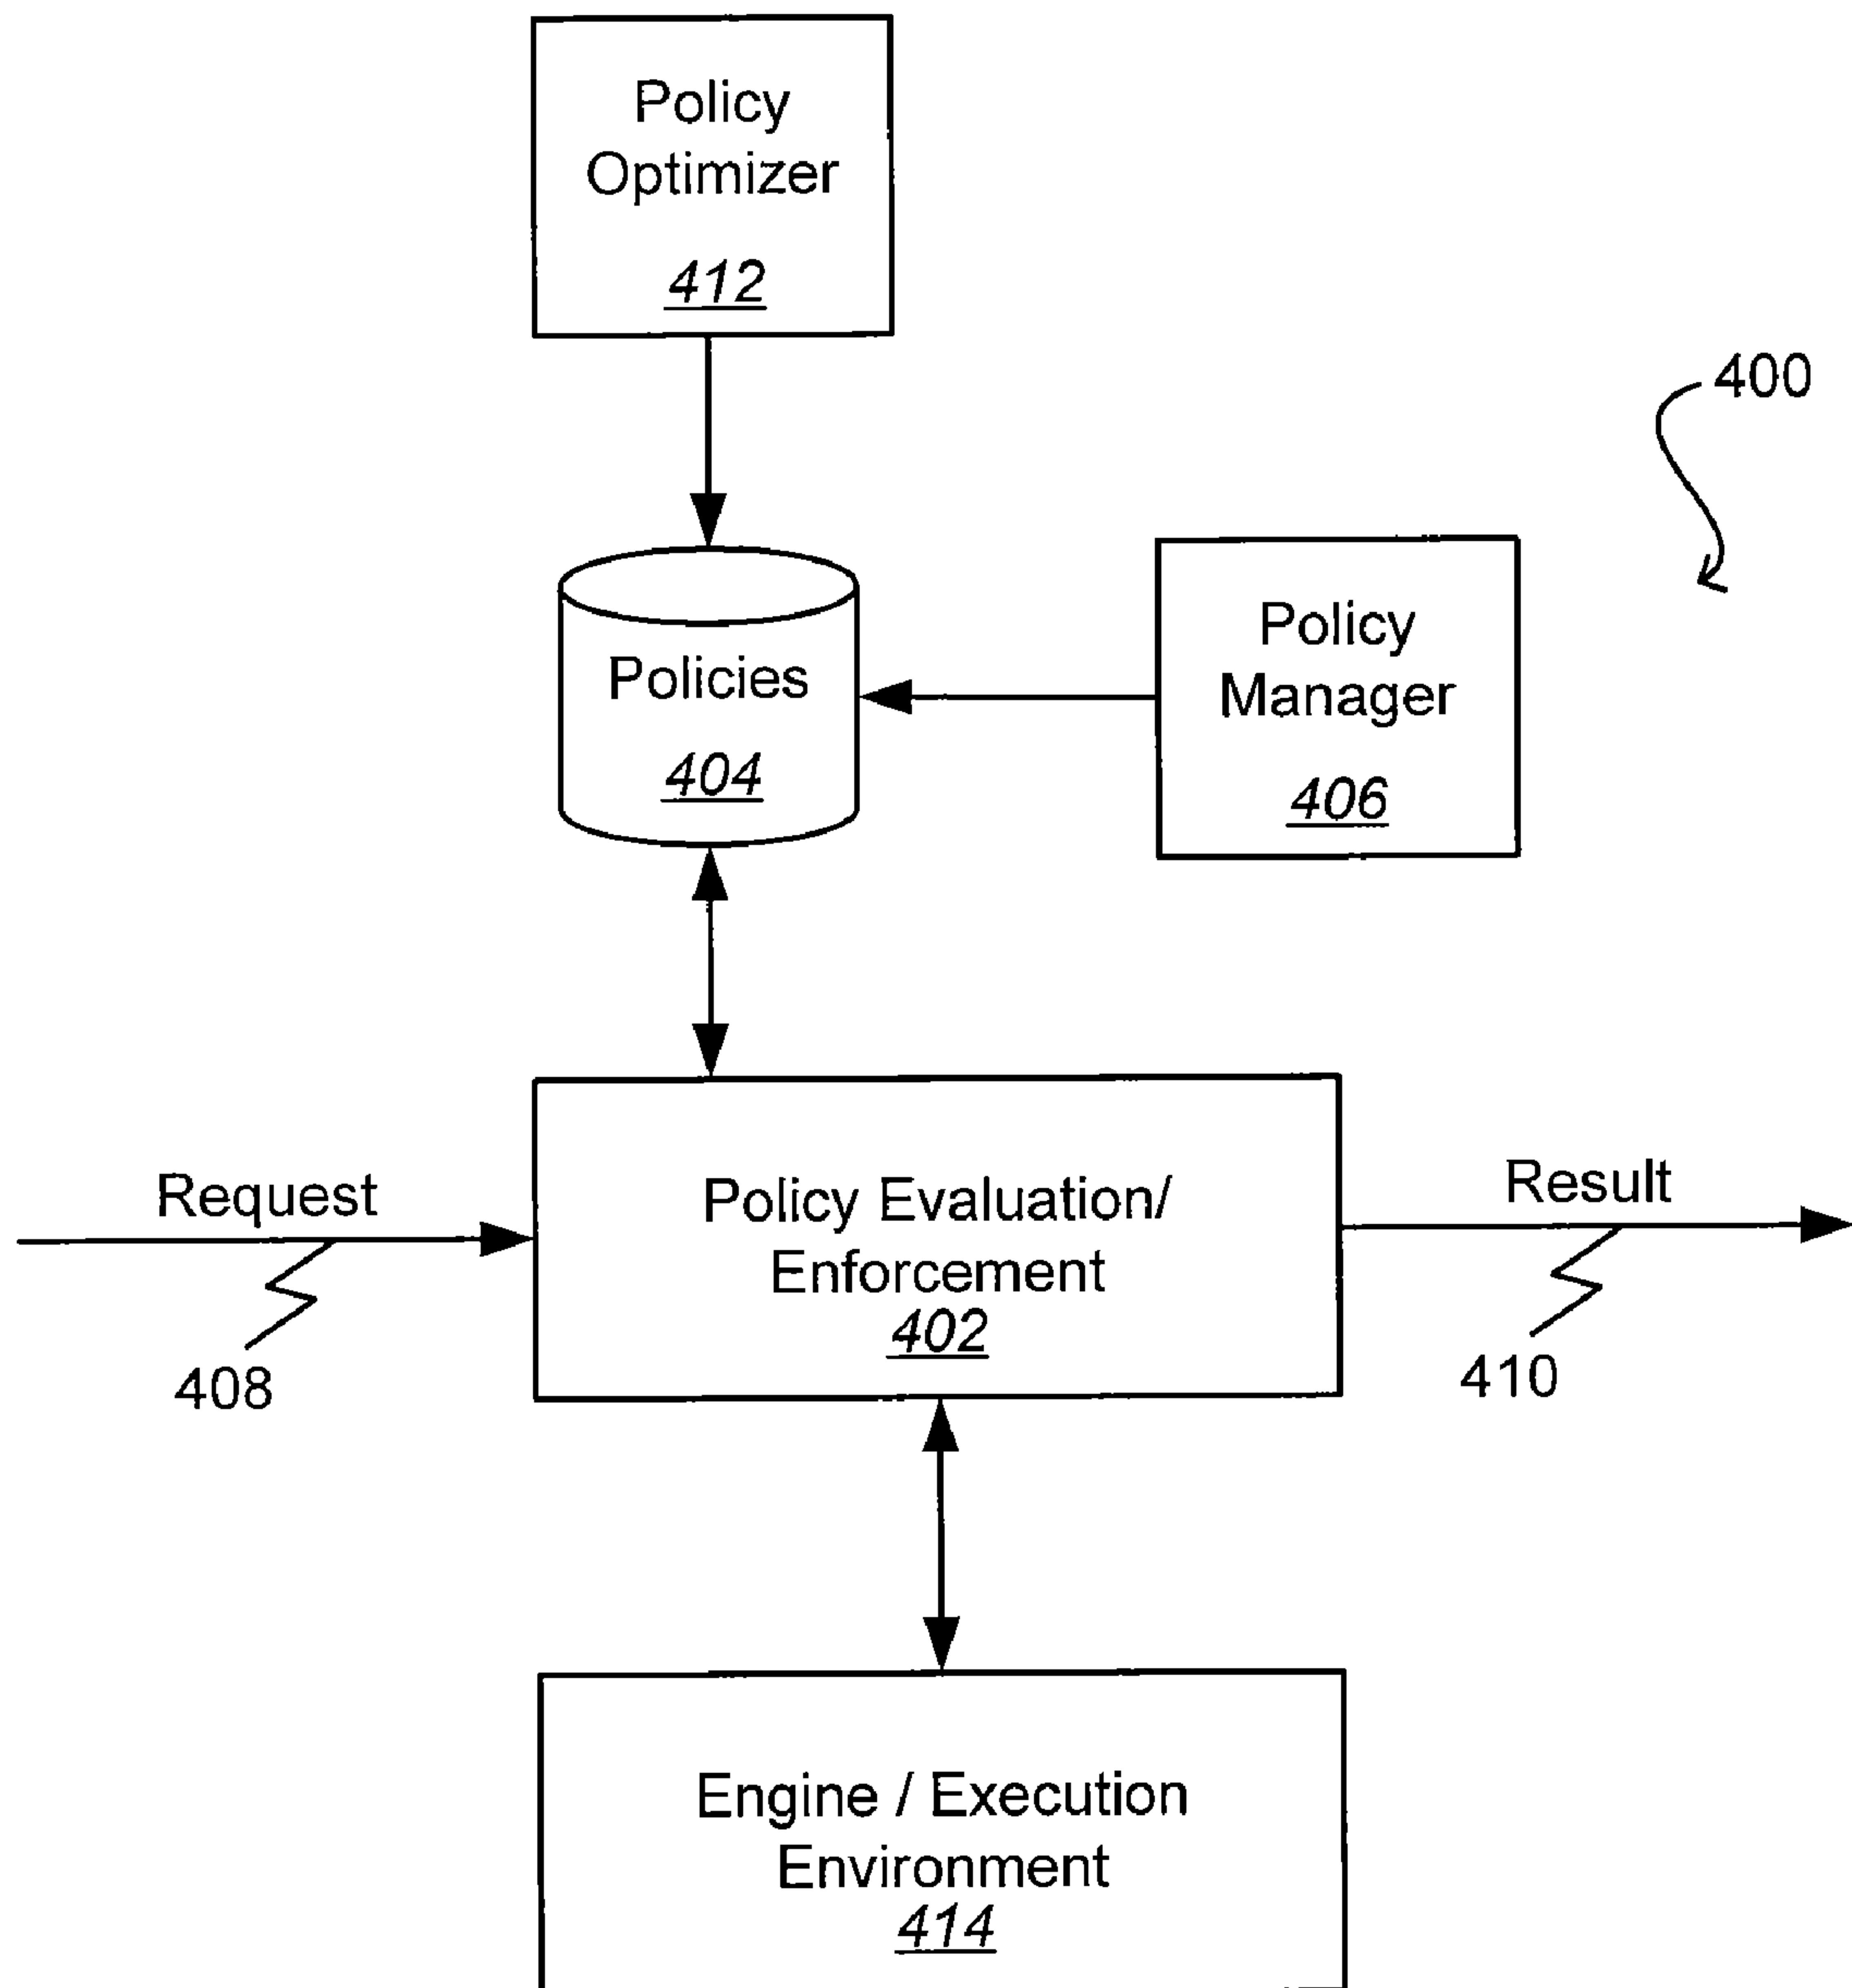 Policy
Optimizer
412
400
Policies
404
Policy
Manager
406
Request
408
Policy Evaluation/
Enforcement
402
Result
410
Engine / Execution
Environment
414